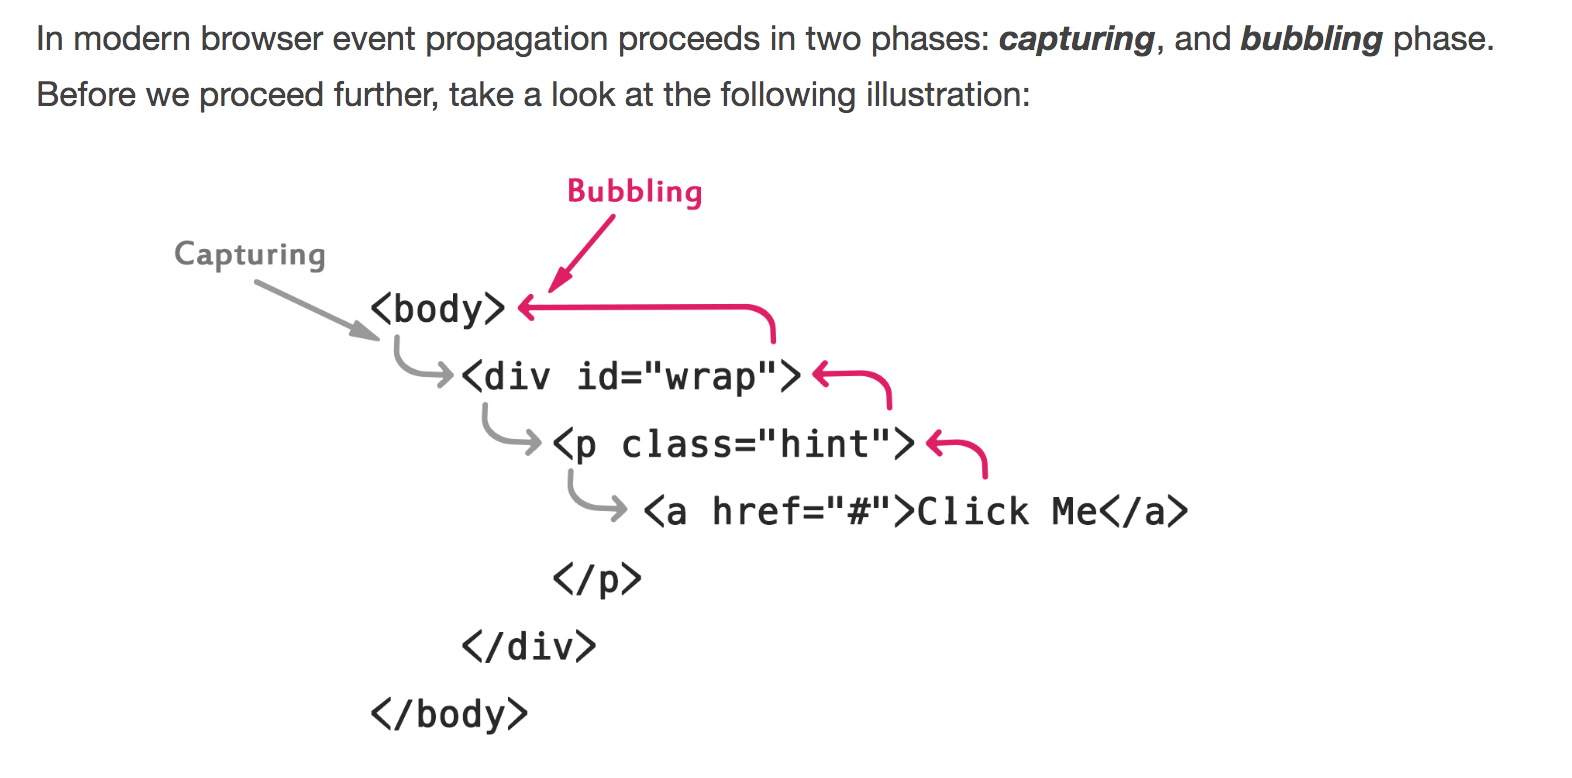 In modern browser event propagation proceeds in two phases: capturing, and bubbling phase.
Before we proceed further, take a look at the following illustration:
Bubbling
Capturing
<body>
<div id="wrap">
<p class="hint">
<a href="#">Click Me</a>
</p>
</div>
</body>